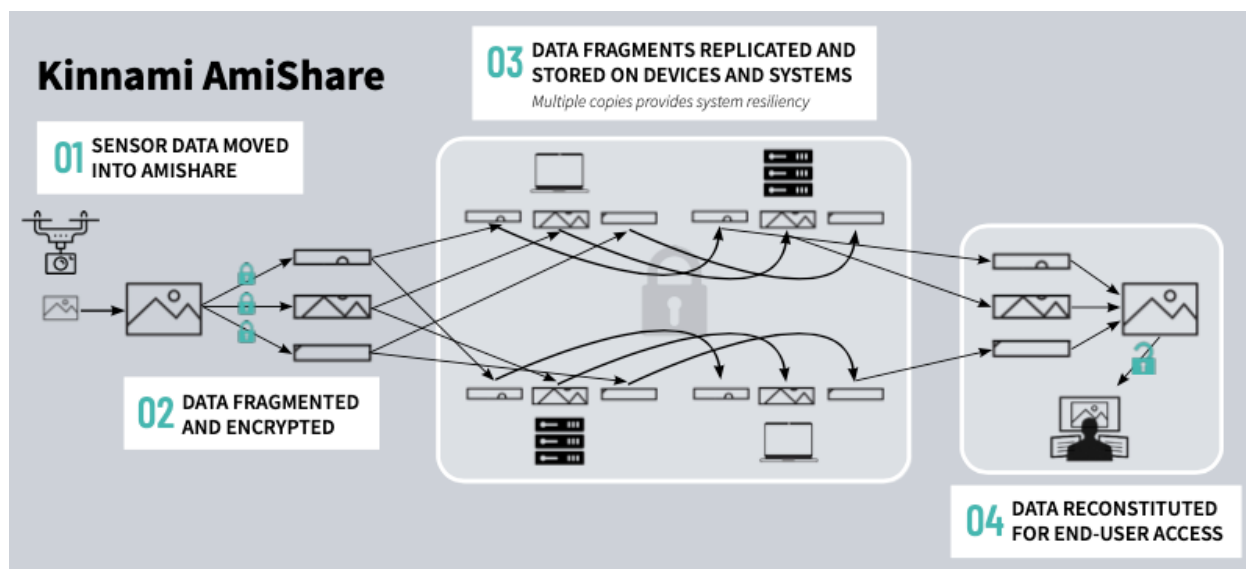 Kinnami AmiShare
01 SENSOR DATA MOVED
INTO AMISHARE
02 DATA FRAGMENTED
AND ENCRYPTED
03 DATA FRAGMENTS REPLICATED AND
STORED ON DEVICES AND SYSTEMS
Multiple copies provides system resiliency
04 DATA RECONSTITUTED
FOR END-USER ACCESS